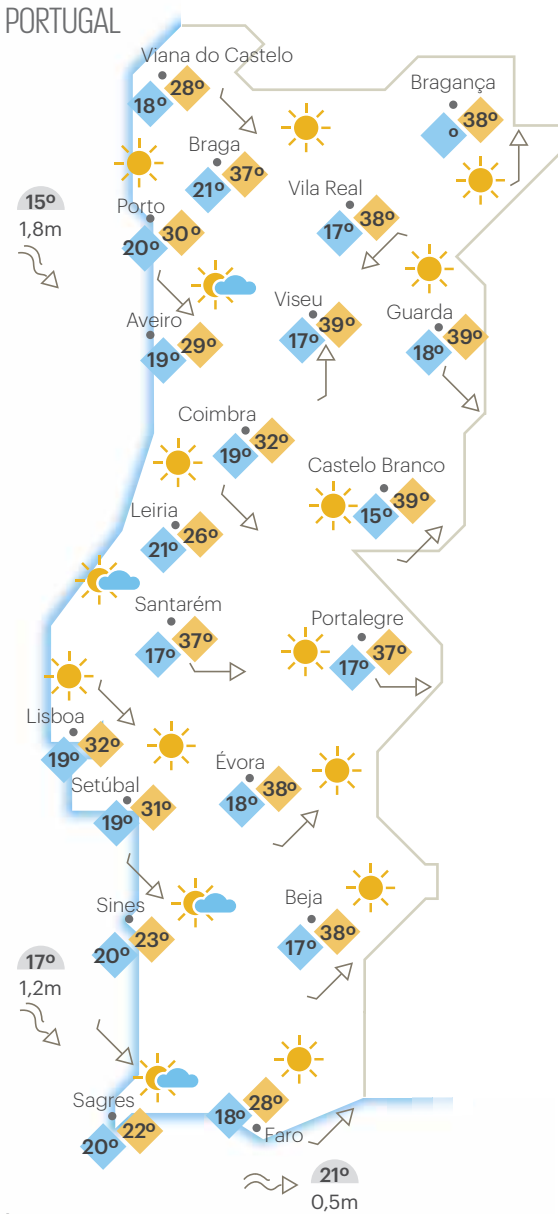 PORTUGAL
Viana do Castelo
18º 28º
Bragança
º 38º
Braga
21º 37º
Vila Real
17º 38º
15º
1,8m
Porto
20º 30º
Aveiro
19º 29º
Viseu
17º 39º
Guarda
18º 39º
Coimbra
19º 32º
Castelo Branco
15º 39º
Leiria
21º 26º
Santarém
17º 37º
Portalegre
17º 37º
Lisboa
19º 32º
Setúbal
19º 31º
Évora
18º 38º
Sines
20º 23º
Beja
17º 38º
17º
1,2m
Sagres
20º 22º
18º 28º
Faro
21º
0,5m